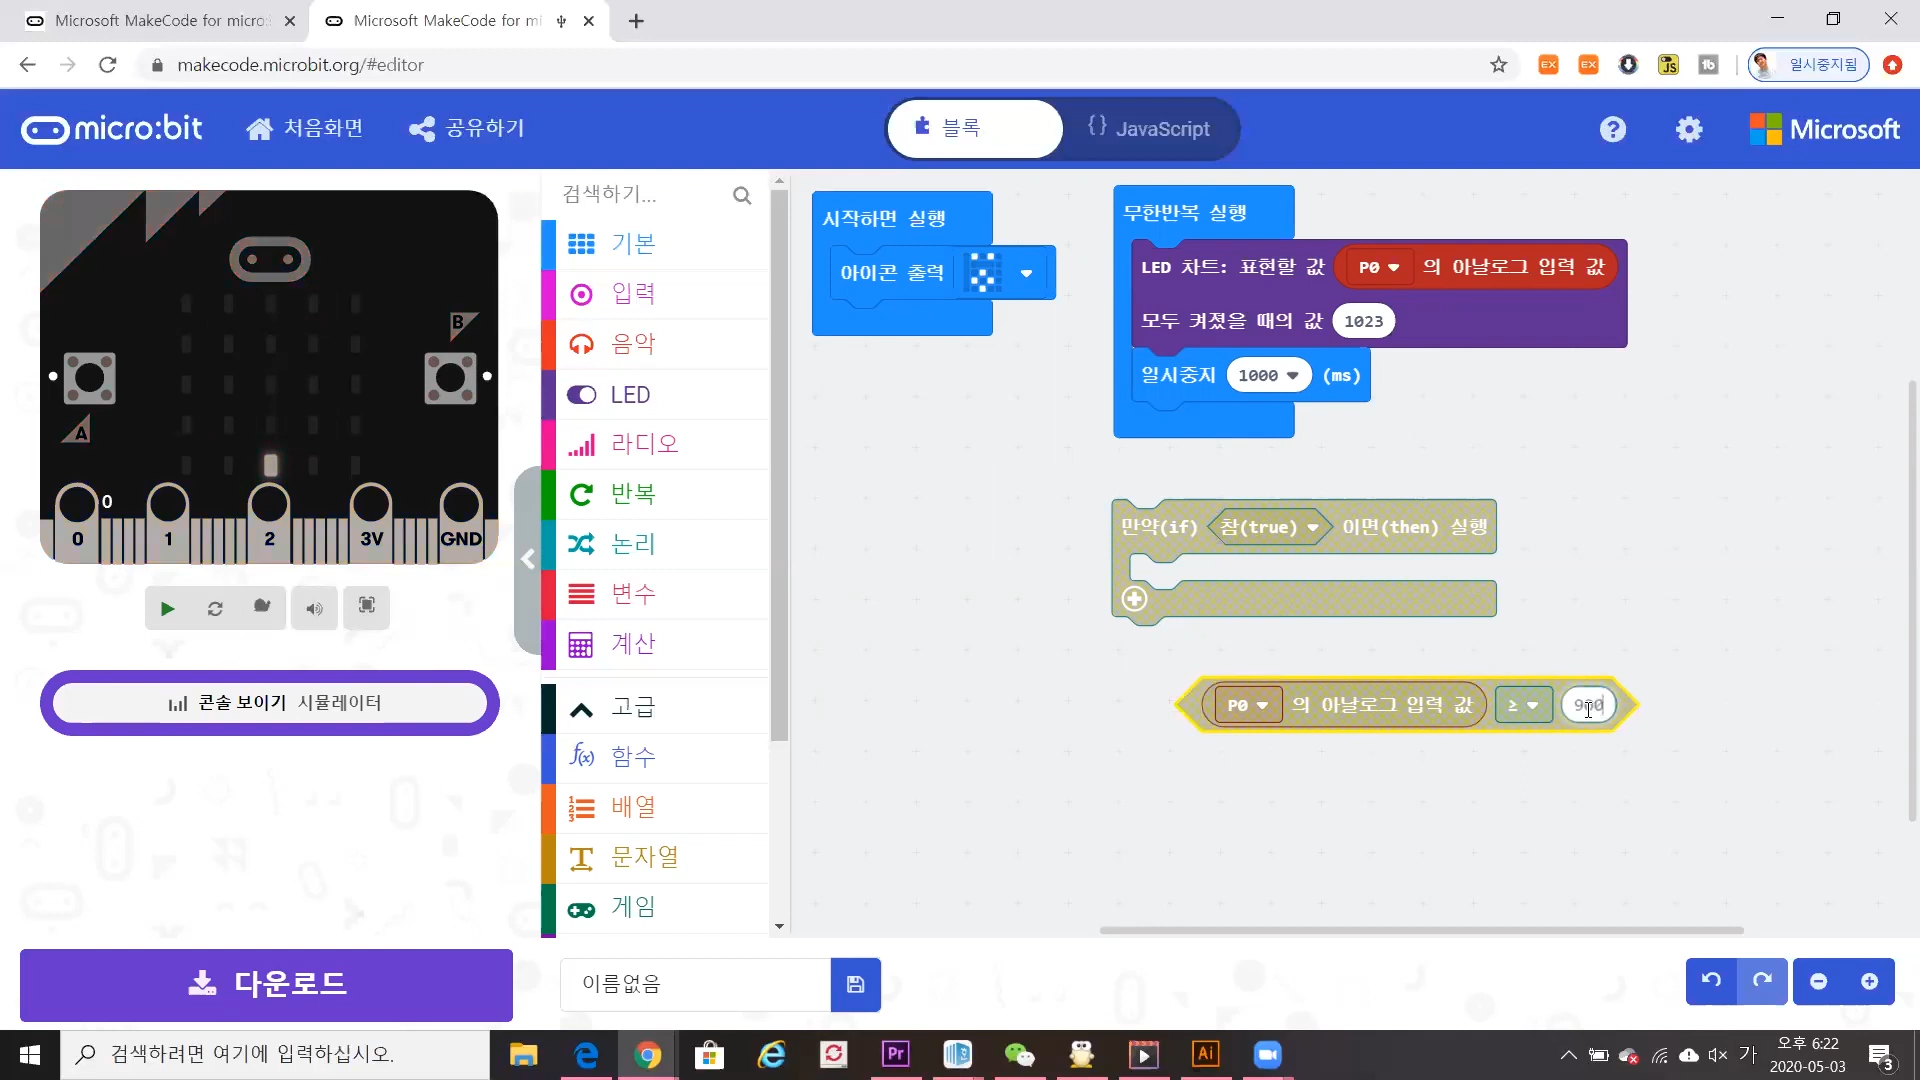 Microsoft MakeCode for micro:
Microsoft MakeCode for mi
makecode.microbit.org/#editor
일시중지됨
micro:bit
처음화면
공유하기
블록
{} JavaScript
Microsoft
B
A
0
0
1
2
3V
GND
콘솔 보이기 시뮬레이터
다운로드
검색하기...
기본
입력
음악
LED
라디오
반복
논리
변수
계산
고급
함수
배열
문자열
게임
시작하면 실행
아이콘 출력
무한반복 실행
LED 차트: 표현할 값 P0 의 아날로그 입력 값
모두 켜졌을 때의 값 1023
일시중지 1000 (ms)
만약(if) 참(true) 이면(then) 실행
P0 의 아날로그 입력 값 ≥
이름없음
검색하려면 여기에 입력하십시오.
Pr
Ai
가
오후 6:22
2020-05-03
3